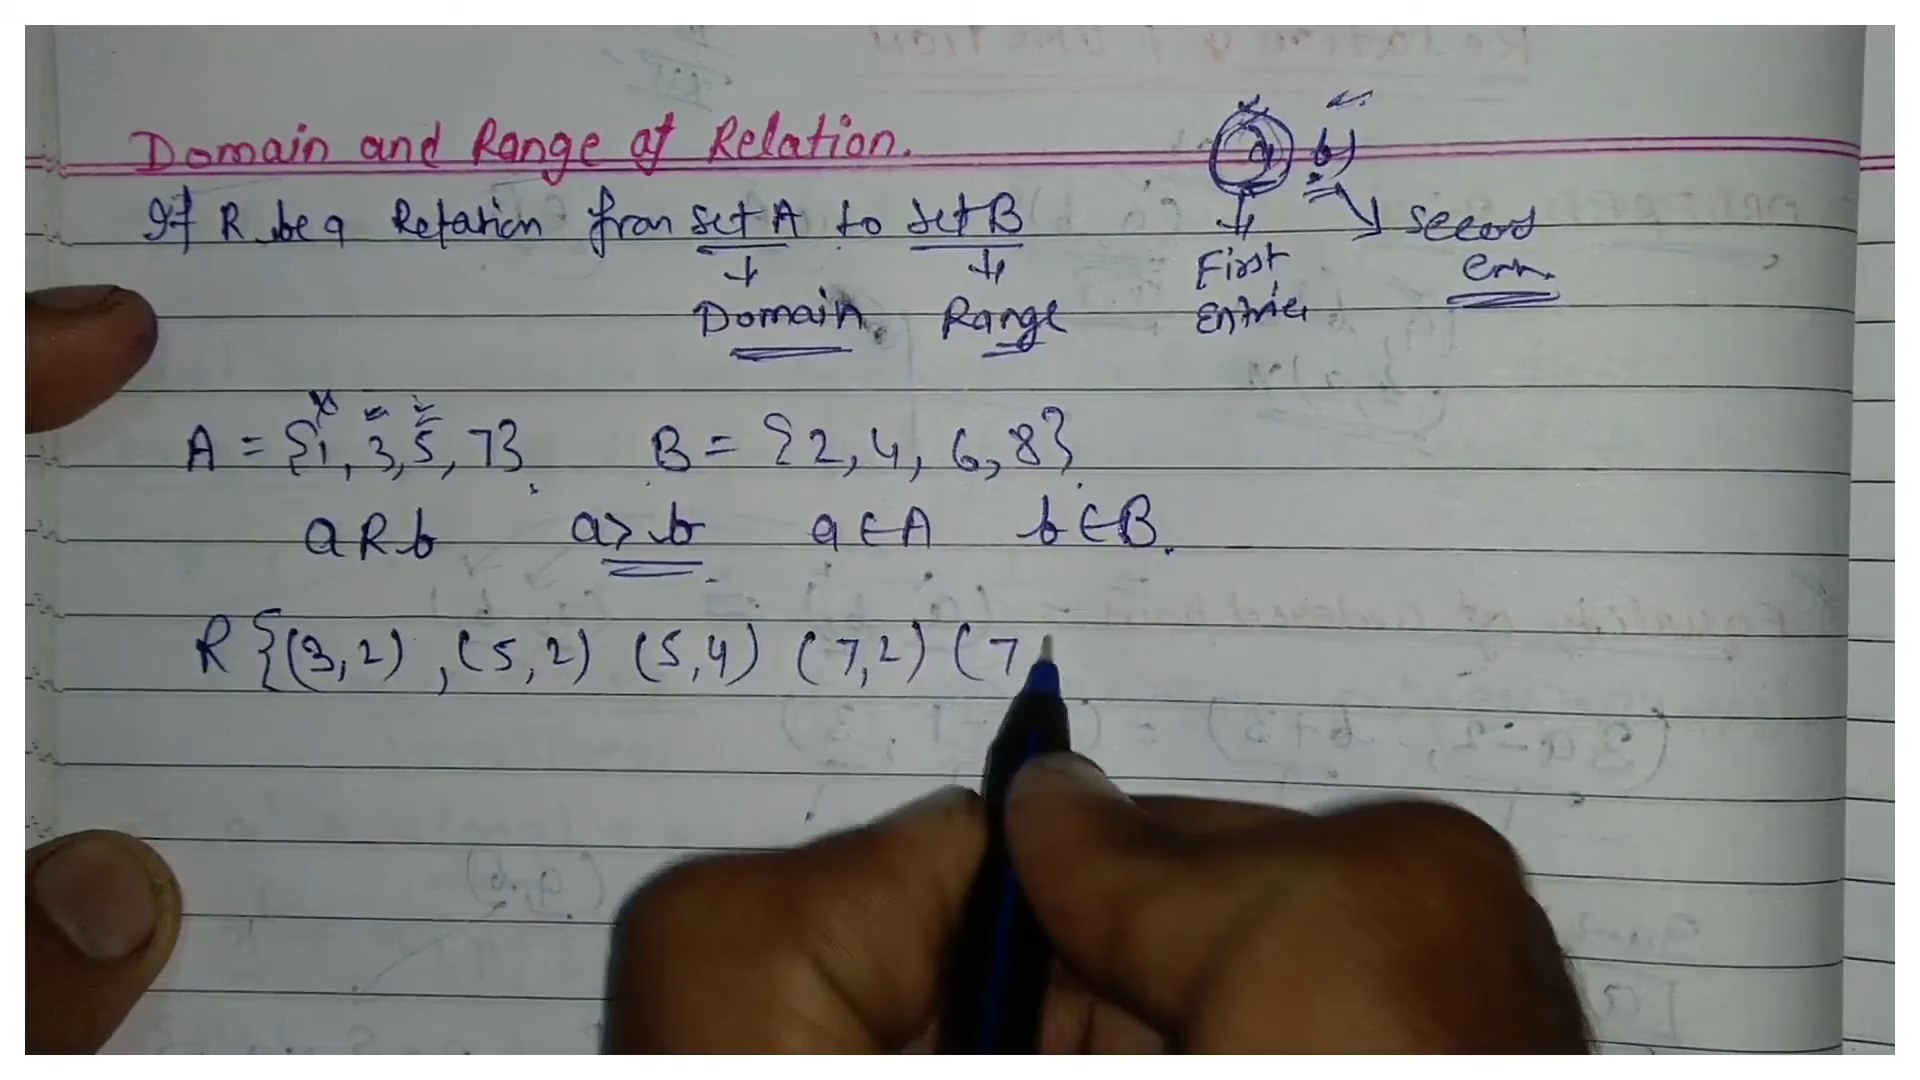 Domain and Range of Relation.
(a, b)
If R be a Relation from set A to set B
Second
First
Entries
Domain. Range
A = {1, 3, 5, 7} B = {2, 4, 6, 8}
a R b a > b a ∈ A b ∈ B.
R {(3,2) , (5,2) (5,4) (7,2) (7